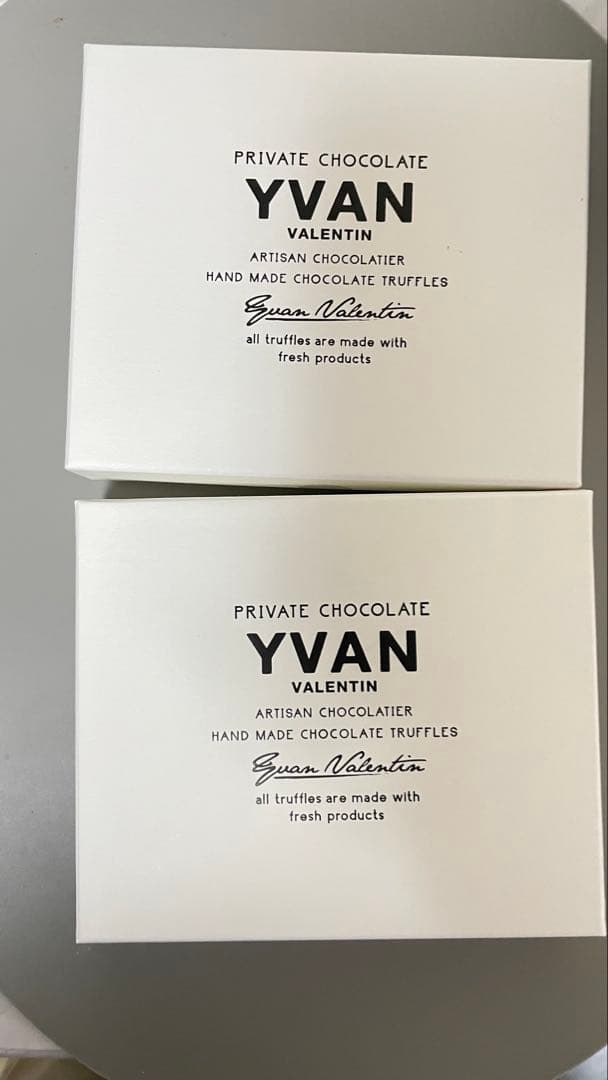 PRIVATE CHOCOLATE
YVAN
VALENTIN
ARTISAN CHOCOLATIER
HAND MADE CHOCOLATE TRUFFLES
Yvan Valentin
all truffles are made with
fresh products
PRIVATE CHOCOLATE
YVAN
VALENTIN
ARTISAN CHOCOLATIER
HAND MADE CHOCOLATE TRUFFLES
Yvan Valentin
all truffles are made with
fresh products